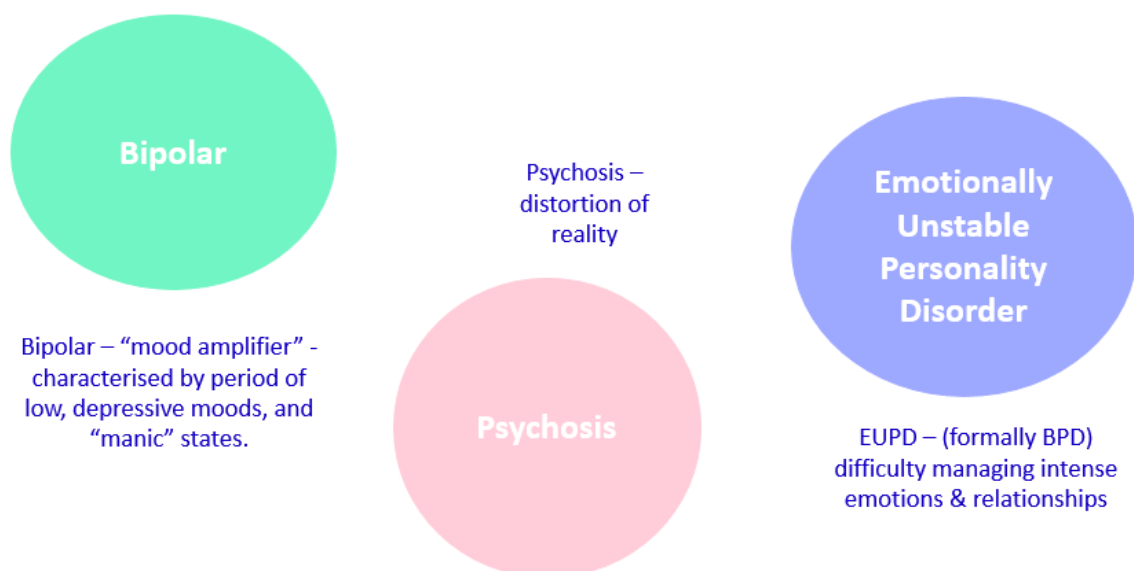 Bipolar
Bipolar – “mood amplifier” -
characterised by period of
low, depressive moods, and
“manic” states.
Psychosis –
distortion of
reality
Psychosis
Emotionally
Unstable
Personality
Disorder
EUPD – (formally BPD)
difficulty managing intense
emotions & relationships